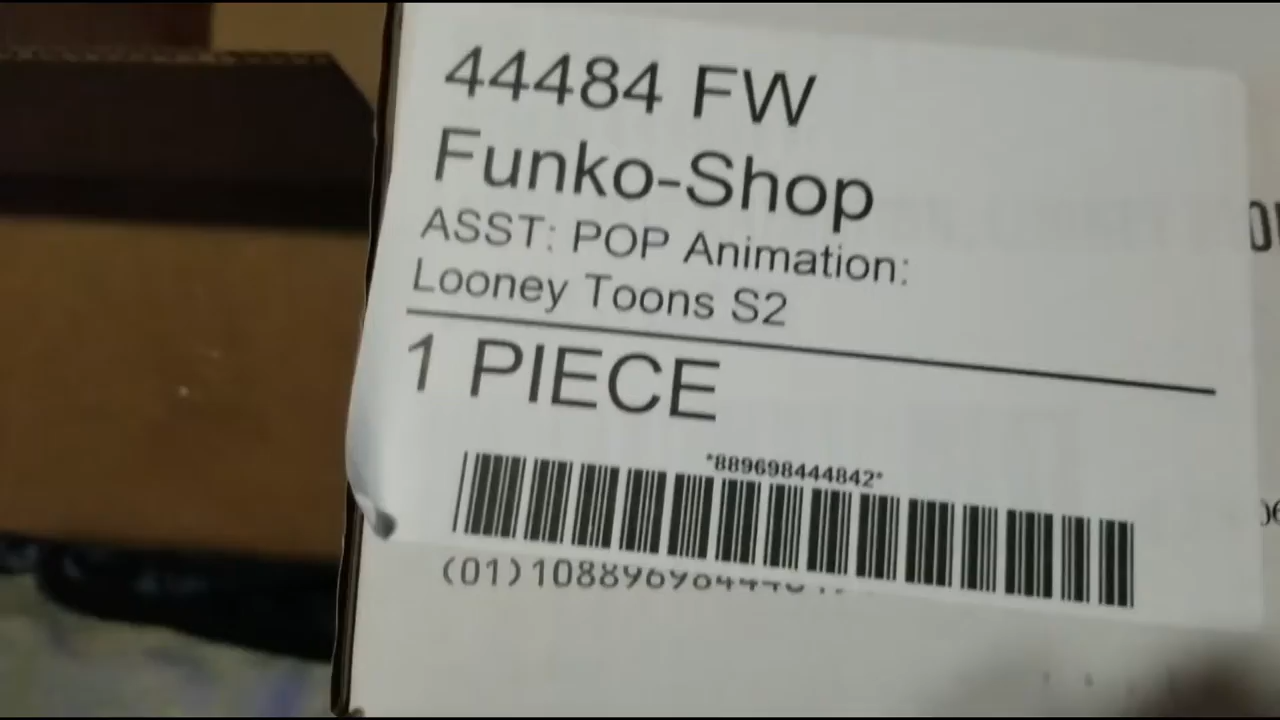 44484 FW
Funko-Shop
ASST: POP Animation:
Looney Toons S2
1 PIECE
*889698444842*